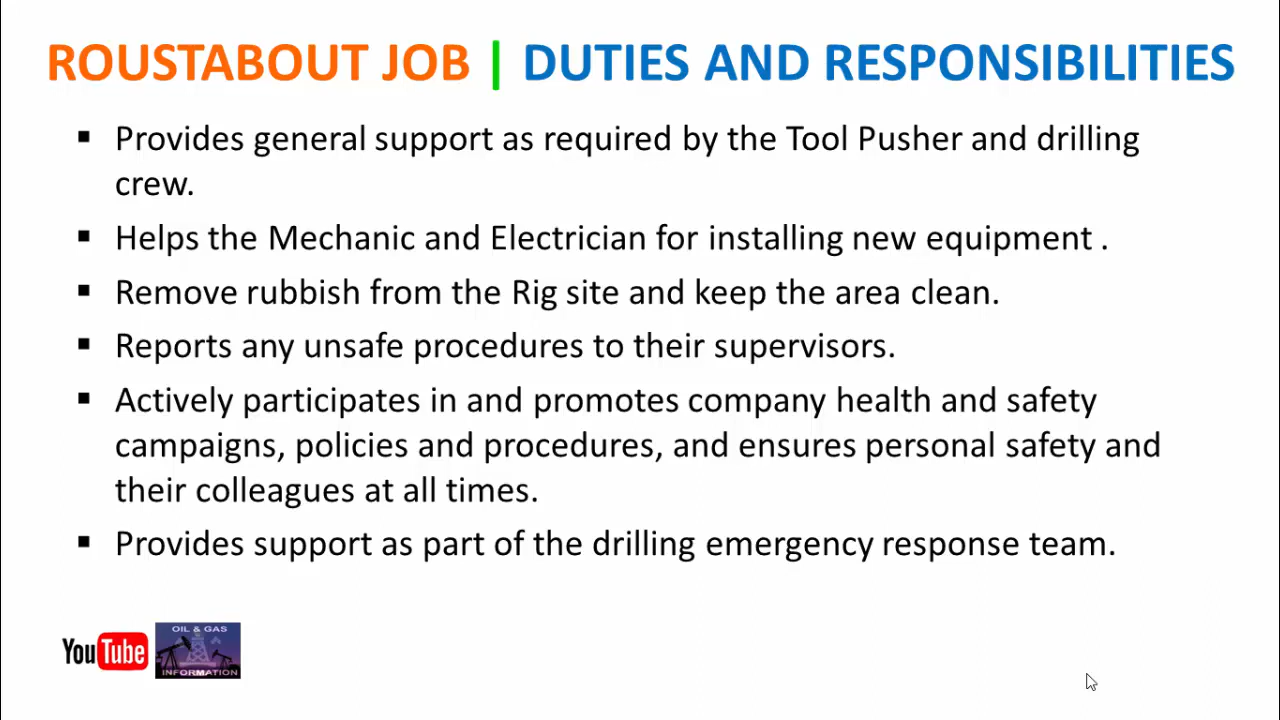 ROUSTABOUT JOB | DUTIES AND RESPONSIBILITIES
▪ Provides general support as required by the Tool Pusher and drilling
crew.
▪ Helps the Mechanic and Electrician for installing new equipment .
▪ Remove rubbish from the Rig site and keep the area clean.
▪ Reports any unsafe procedures to their supervisors.
▪ Actively participates in and promotes company health and safety
campaigns, policies and procedures, and ensures personal safety and
their colleagues at all times.
▪ Provides support as part of the drilling emergency response team.
YouTube
OIL & GAS
INFORMATION